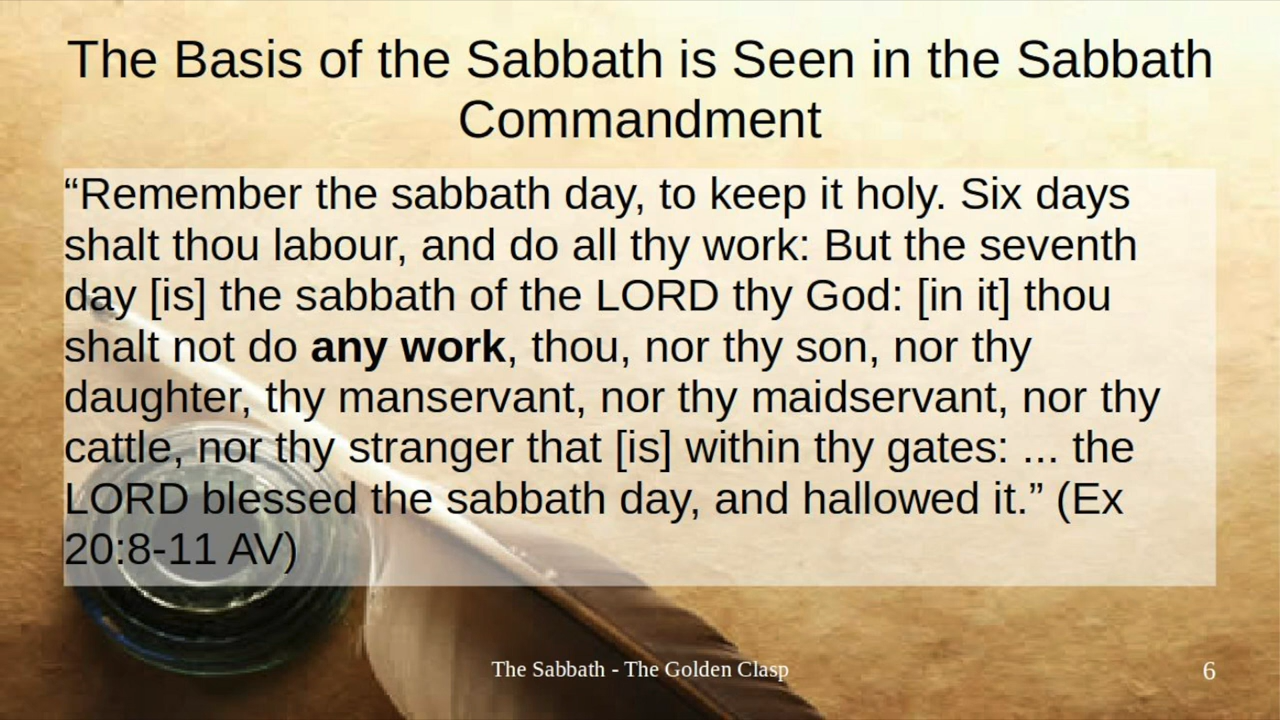 The Basis of the Sabbath is Seen in the Sabbath
Commandment
“Remember the sabbath day, to keep it holy. Six days
shalt thou labour, and do all thy work: But the seventh
day [is] the sabbath of the LORD thy God: [in it] thou
shalt not do any work, thou, nor thy son, nor thy
daughter, thy manservant, nor thy maidservant, nor thy
cattle, nor thy stranger that [is] within thy gates: ... the
LORD blessed the sabbath day, and hallowed it.” (Ex
20:8-11 AV)
The Sabbath - The Golden Clasp
6